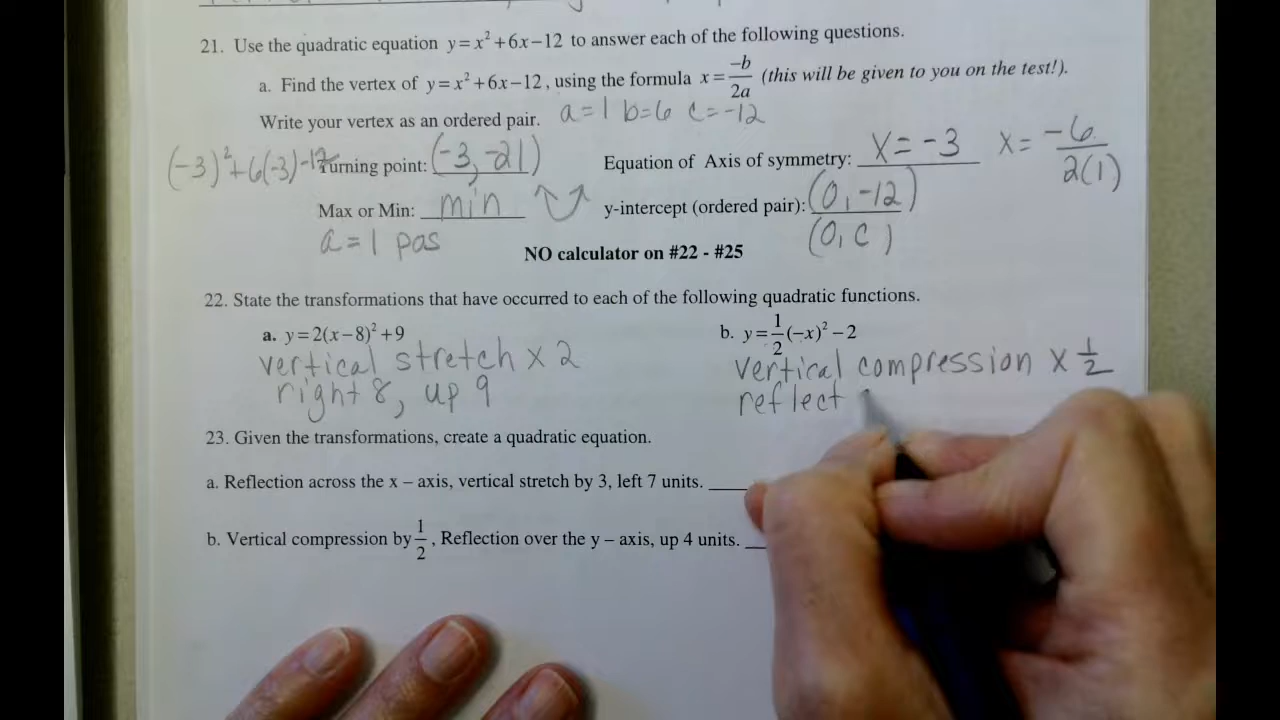 21. Use the quadratic equation y=x²+6x−12 to answer each of the following questions.
a. Find the vertex of y=x²+6x−12, using the formula x=−b/2a (this will be given to you on the test!).
Write your vertex as an ordered pair. a=1 b=6 c=-12
(-3)²+6(-3)-12 Turning point: (-3,-21) Equation of Axis of symmetry: x=-3 x=-6/2(1)
Max or Min: min y-intercept (ordered pair): (0,-12)
a=1 pos (0, c)
NO calculator on #22 - #25
22. State the transformations that have occurred to each of the following quadratic functions.
a. y=2(x−8)²+9 b. y=1/2(−x)²−2
vertical stretch x 2 vertical compression x 1/2
right 8, up 9 reflect
23. Given the transformations, create a quadratic equation.
a. Reflection across the x – axis, vertical stretch by 3, left 7 units.
b. Vertical compression by 1/2, Reflection over the y – axis, up 4 units.